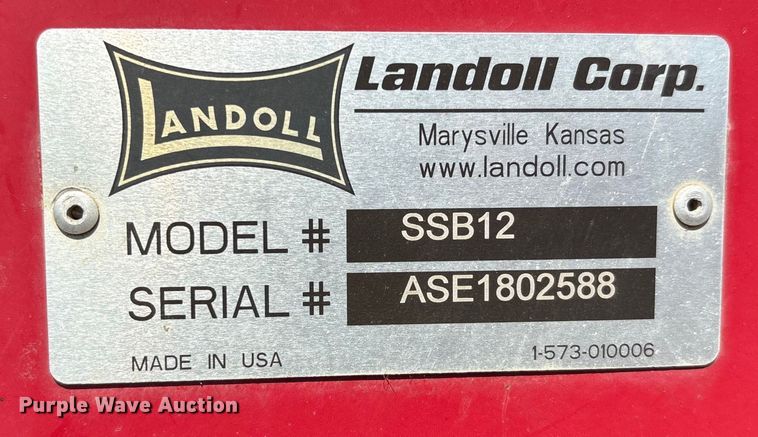 LANDOLL
Landoll Corp.
Marysville Kansas
www.landoll.com
MODEL # SSB12
SERIAL # ASE1802588
MADE IN USA 1-573-010006
Purple Wave Auction